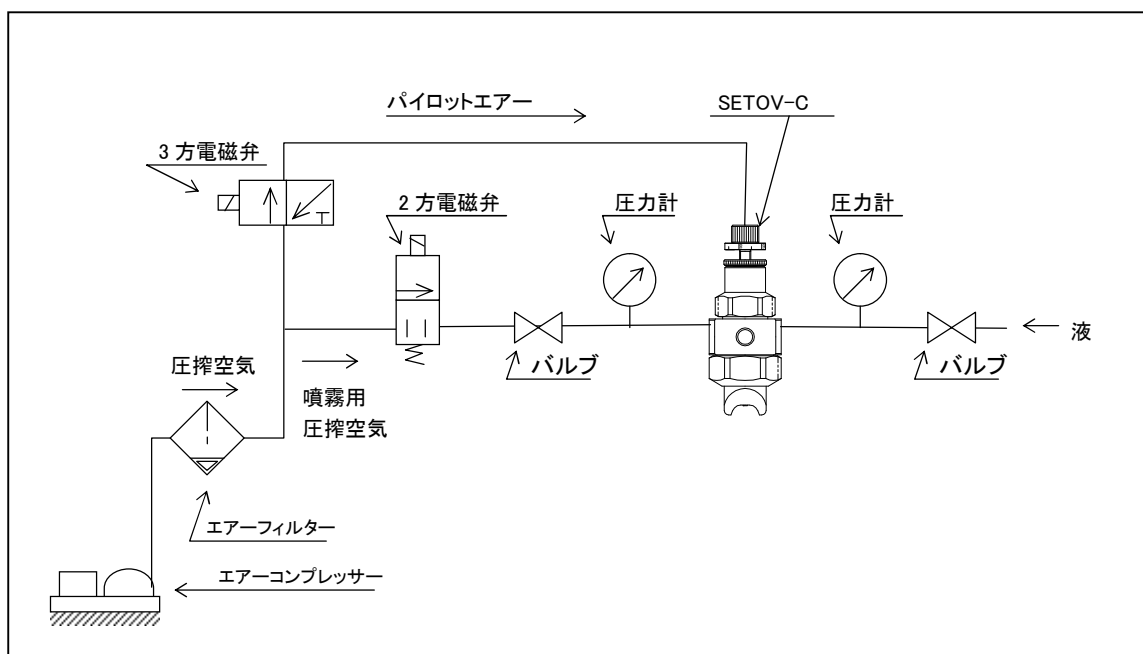 パイロットエアー
SETOV-C
3方電磁弁
2方電磁弁
圧力計
圧力計
T
圧搾空気
噴霧用
圧搾空気
バルブ
バルブ
液
エアーフィルター
エアーコンプレッサー